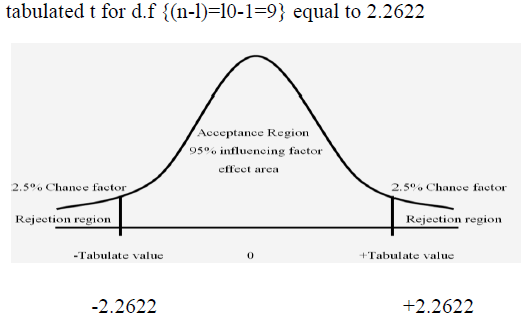 tabulated t for d.f {(n-l)=l0-1=9} equal to 2.2622
Acceptance Region
95% influencing factor
effect area
2.5% Chance factor
2.5% Chance factor
Rejection region
Rejection region
-Tabulate value
0
+Tabulate value
-2.2622
+2.2622